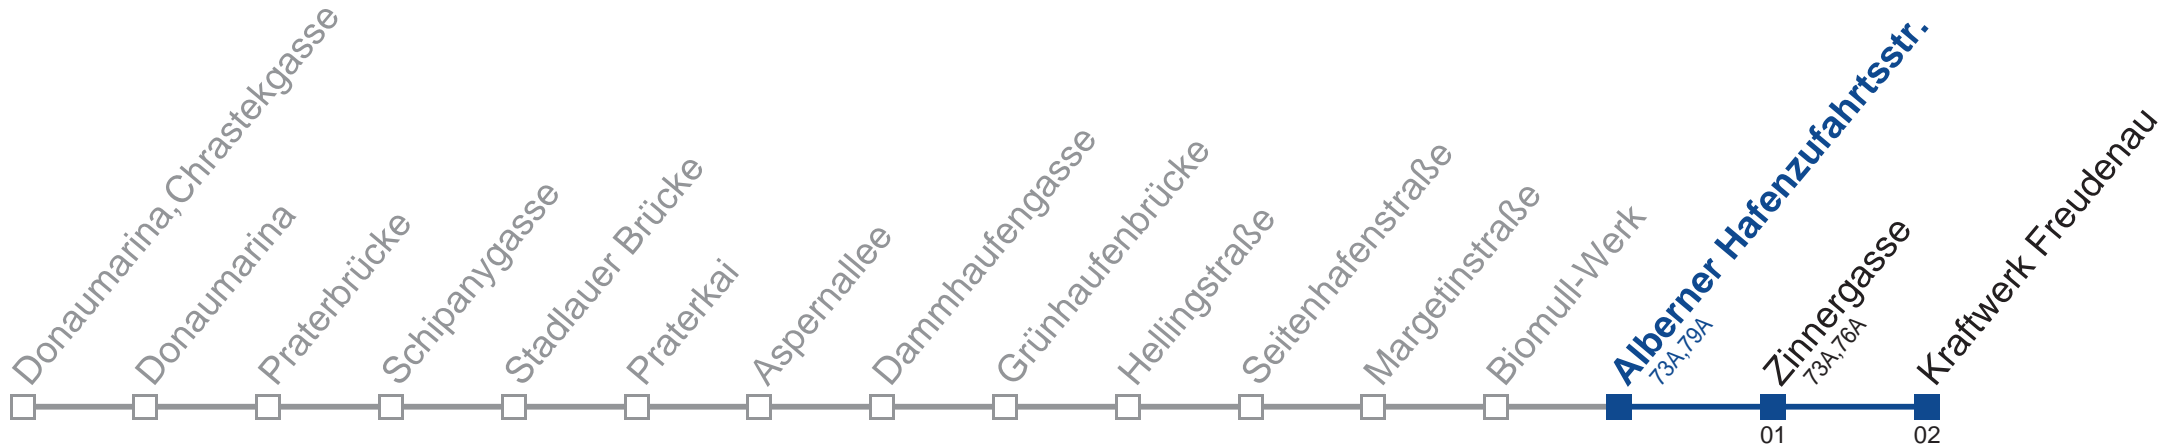 Donaumarina, Chrastekgasse
Donaumarina
Praterbrücke
Schipanygasse
Stadlauer Brücke
Praterkai
Aspernallee
Dammhaufengasse
Grünhaufenbrücke
Hellingstraße
Seitenhafenstraße
Margetinstraße
Biomull-Werk
Alberner Hafenzufahrtsstr.
73A,79A
Zinnergasse
73A,76A
Kraftwerk Freudenau
01
02